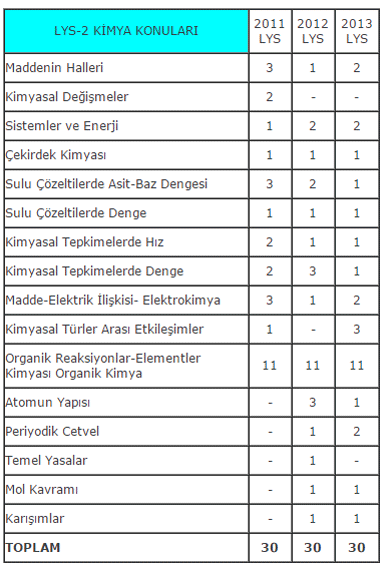 LYS-2 KİMYA KONULARI 2011 LYS 2012 LYS 2013 LYS
Maddenin Halleri 3 1 2
Kimyasal Değişmeler 2 - -
Sistemler ve Enerji 1 2 2
Çekirdek Kimyası 1 1 1
Sulu Çözeltilerde Asit-Baz Dengesi 3 2 1
Sulu Çözeltilerde Denge 1 1 1
Kimyasal Tepkimelerde Hız 2 1 1
Kimyasal Tepkimelerde Denge 2 3 1
Madde-Elektrik İlişkisi- Elektrokimya 3 1 2
Kimyasal Türler Arası Etkileşimler 1 - 3
Organik Reaksiyonlar-Elementler
Kimyası Organik Kimya 11 11 11
Atomun Yapısı - 3 1
Periyodik Cetvel - 1 2
Temel Yasalar - 1 -
Mol Kavramı - 1 1
Karışımlar - 1 1
TOPLAM 30 30 30